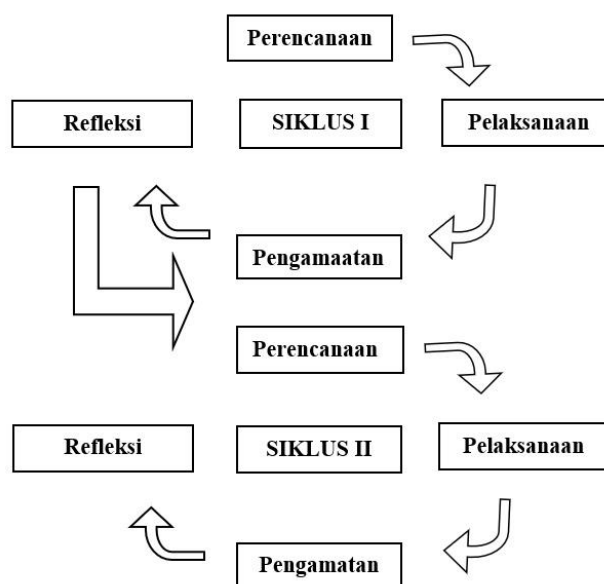 Perencanaan
Refleksi
SIKLUS I
Pelaksanaan
Pengamaatan
Perencanaan
Refleksi
SIKLUS II
Pelaksanaan
Pengamatan